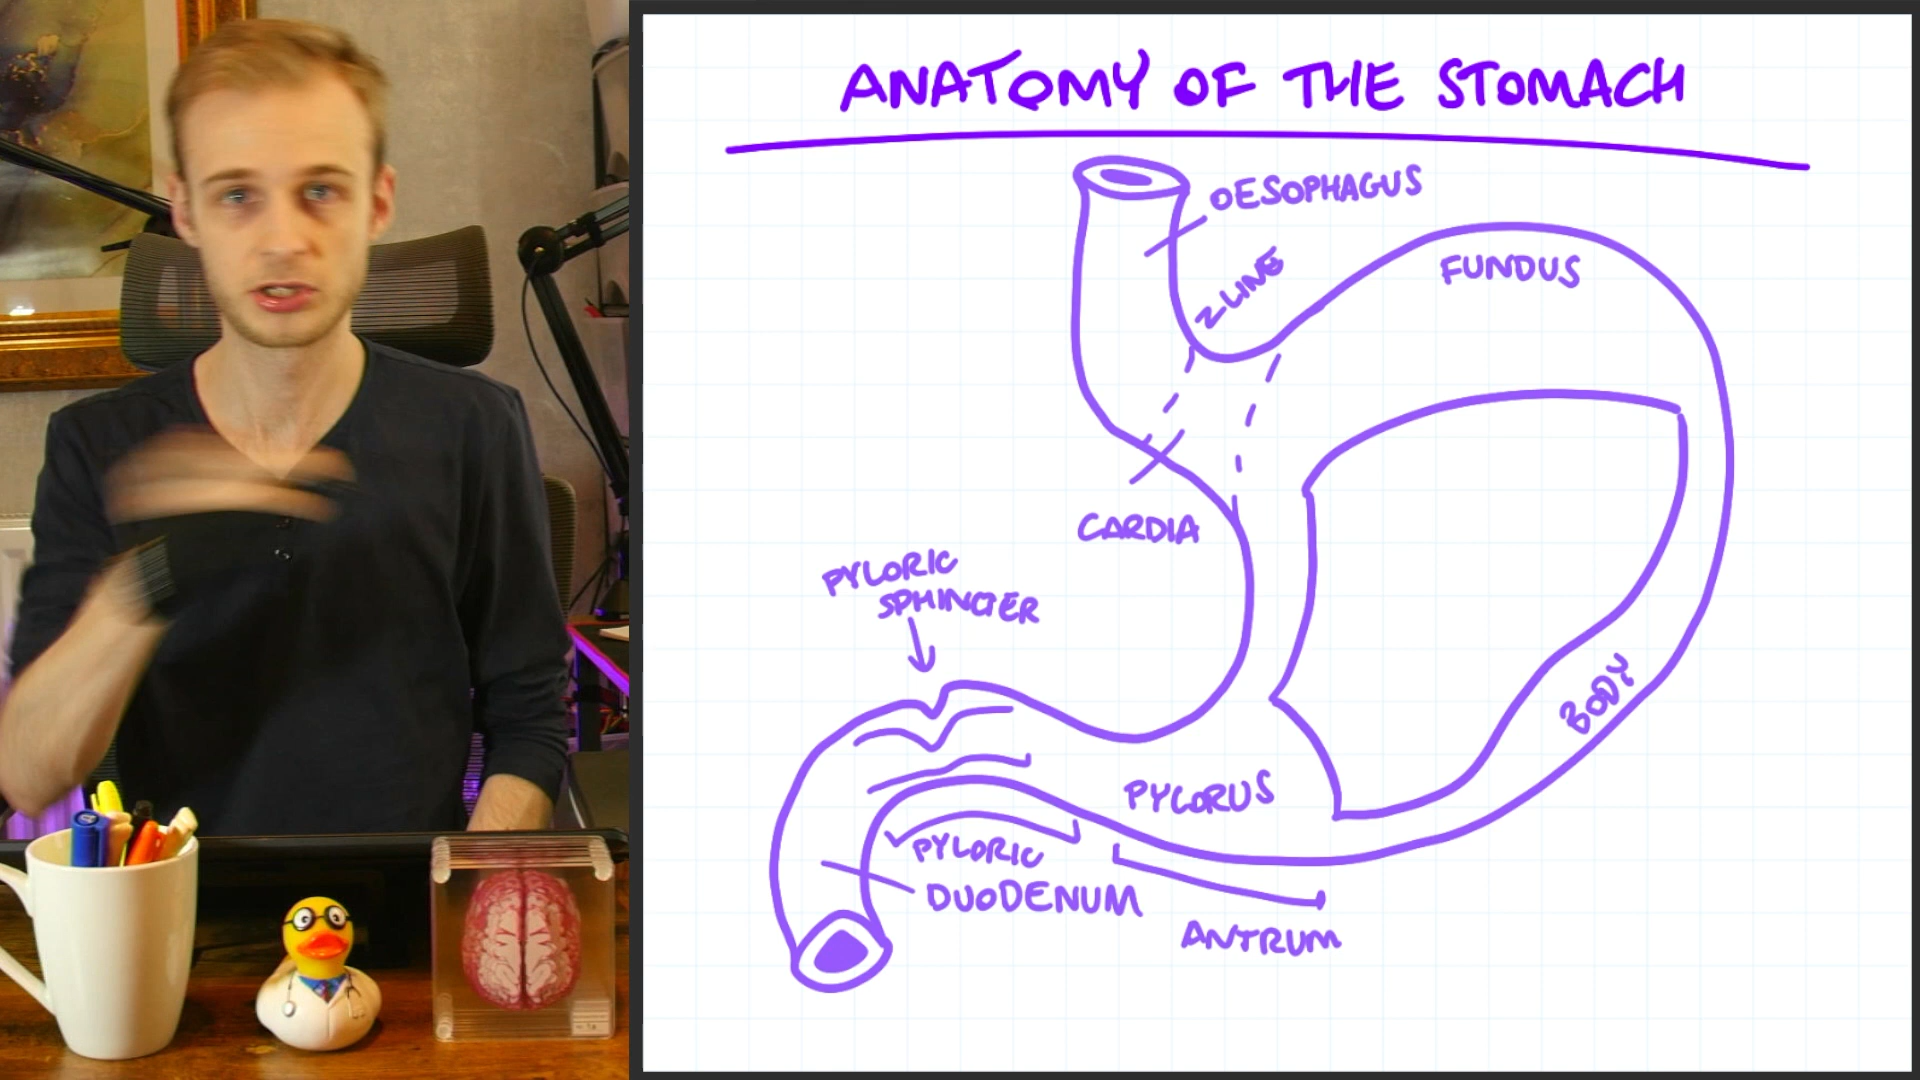 ANATOMY OF THE STOMACH
OESOPHAGUS
Z LINE
FUNDUS
CARDIA
PYLORIC
SPHINCTER
BODY
PYLORUS
PYLORIC
DUODENUM
ANTRUM